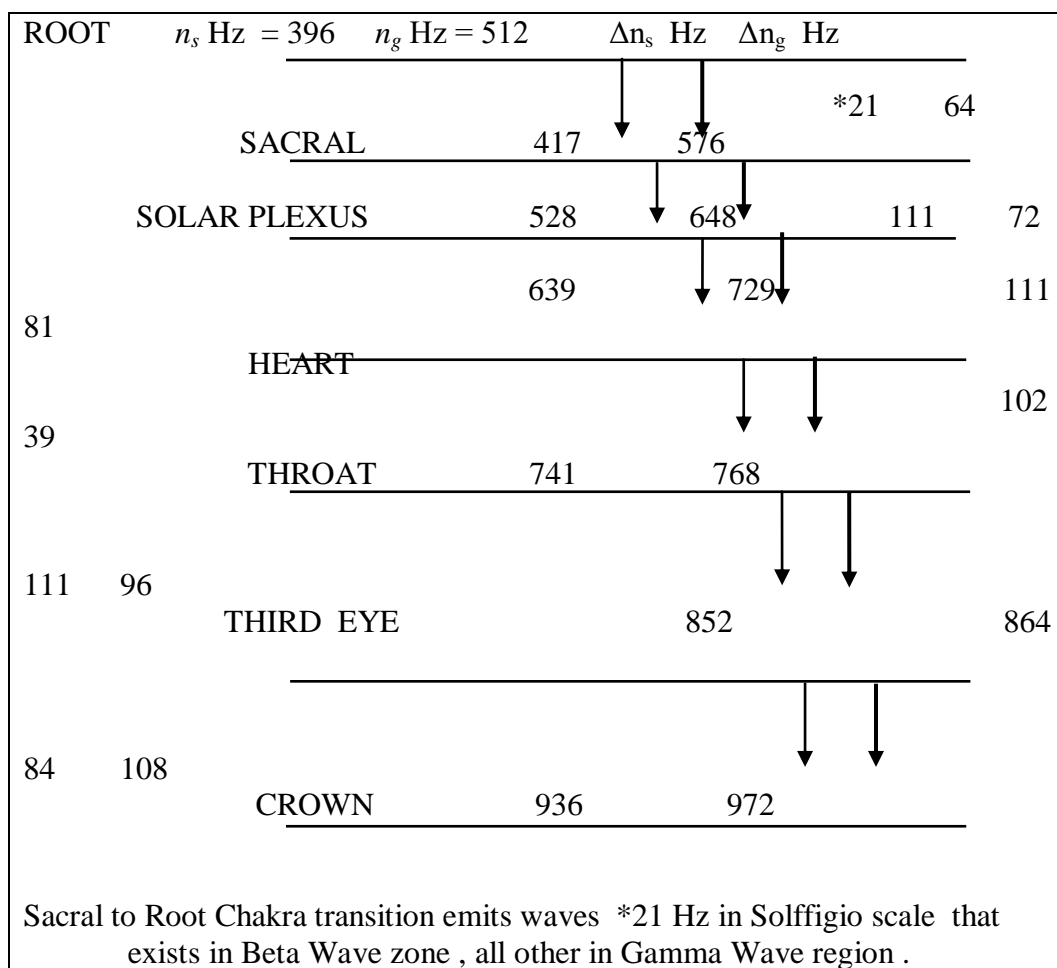 ROOT n_s Hz = 396 n_g Hz = 512 Δn_s Hz Δn_g Hz
*21 64
SACRAL 417 576
SOLAR PLEXUS 528 648 111 72
639 729 111
81
HEART
102
39
THROAT 741 768
111 96
THIRD EYE 852 864
84 108
CROWN 936 972
Sacral to Root Chakra transition emits waves *21 Hz in Solffigio scale that
exists in Beta Wave zone , all other in Gamma Wave region .